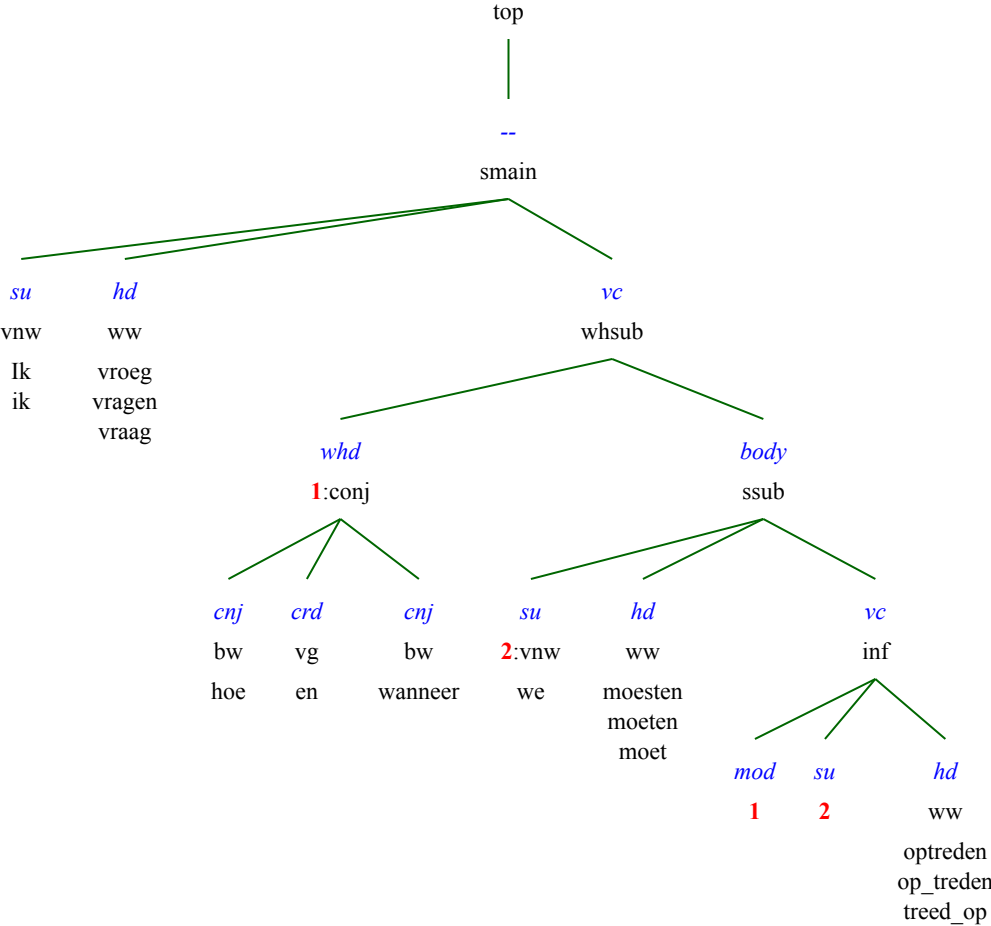 top
--
smain
su hd vc
vnw ww whsub
Ik vroeg
ik vragen
vraag
whd body
1:conj ssub
cnj crd cnj su hd vc
bw vg bw 2:vnw ww inf
hoe en wanneer we moesten
moeten
moet
mod su hd
1 2 ww
optreden
op_treden
treed_op